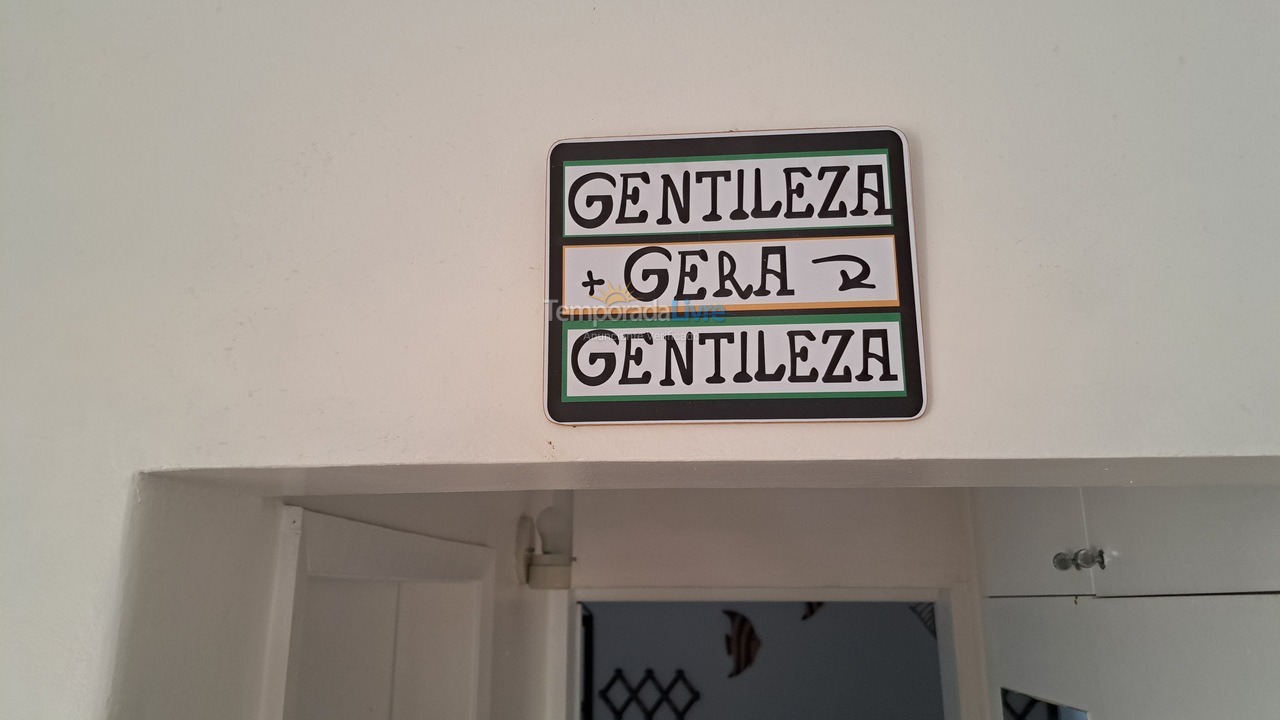 GENTILEZA
+ GERA
TemporadaLivre
GENTILEZA